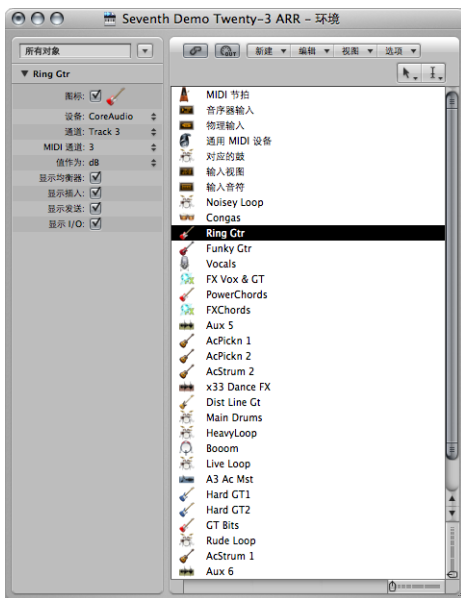 Seventh Demo Twenty-3 ARR - 环境
所有对象
Ring Gtr
图标:
设备: CoreAudio
通道: Track 3
MIDI 通道: 3
值作为: dB
显示均衡器:
显示插入:
显示发送:
显示 I/O:
OUT 新建 编辑 视图 选项
MIDI 节拍
音序器输入
物理输入
通用 MIDI 设备
对应的鼓
输入视图
输入音符
Noisey Loop
Congas
Ring Gtr
Funky Gtr
Vocals
FX Vox & GT
PowerChords
FXChords
Aux 5
AcPickn 1
AcPickn 2
AcStrum 2
x33 Dance FX
Dist Line Gt
Main Drums
HeavyLoop
Booom
Live Loop
A3 Ac Mst
Hard GT1
Hard GT2
GT Bits
Rude Loop
AcStrum 1
Aux 6